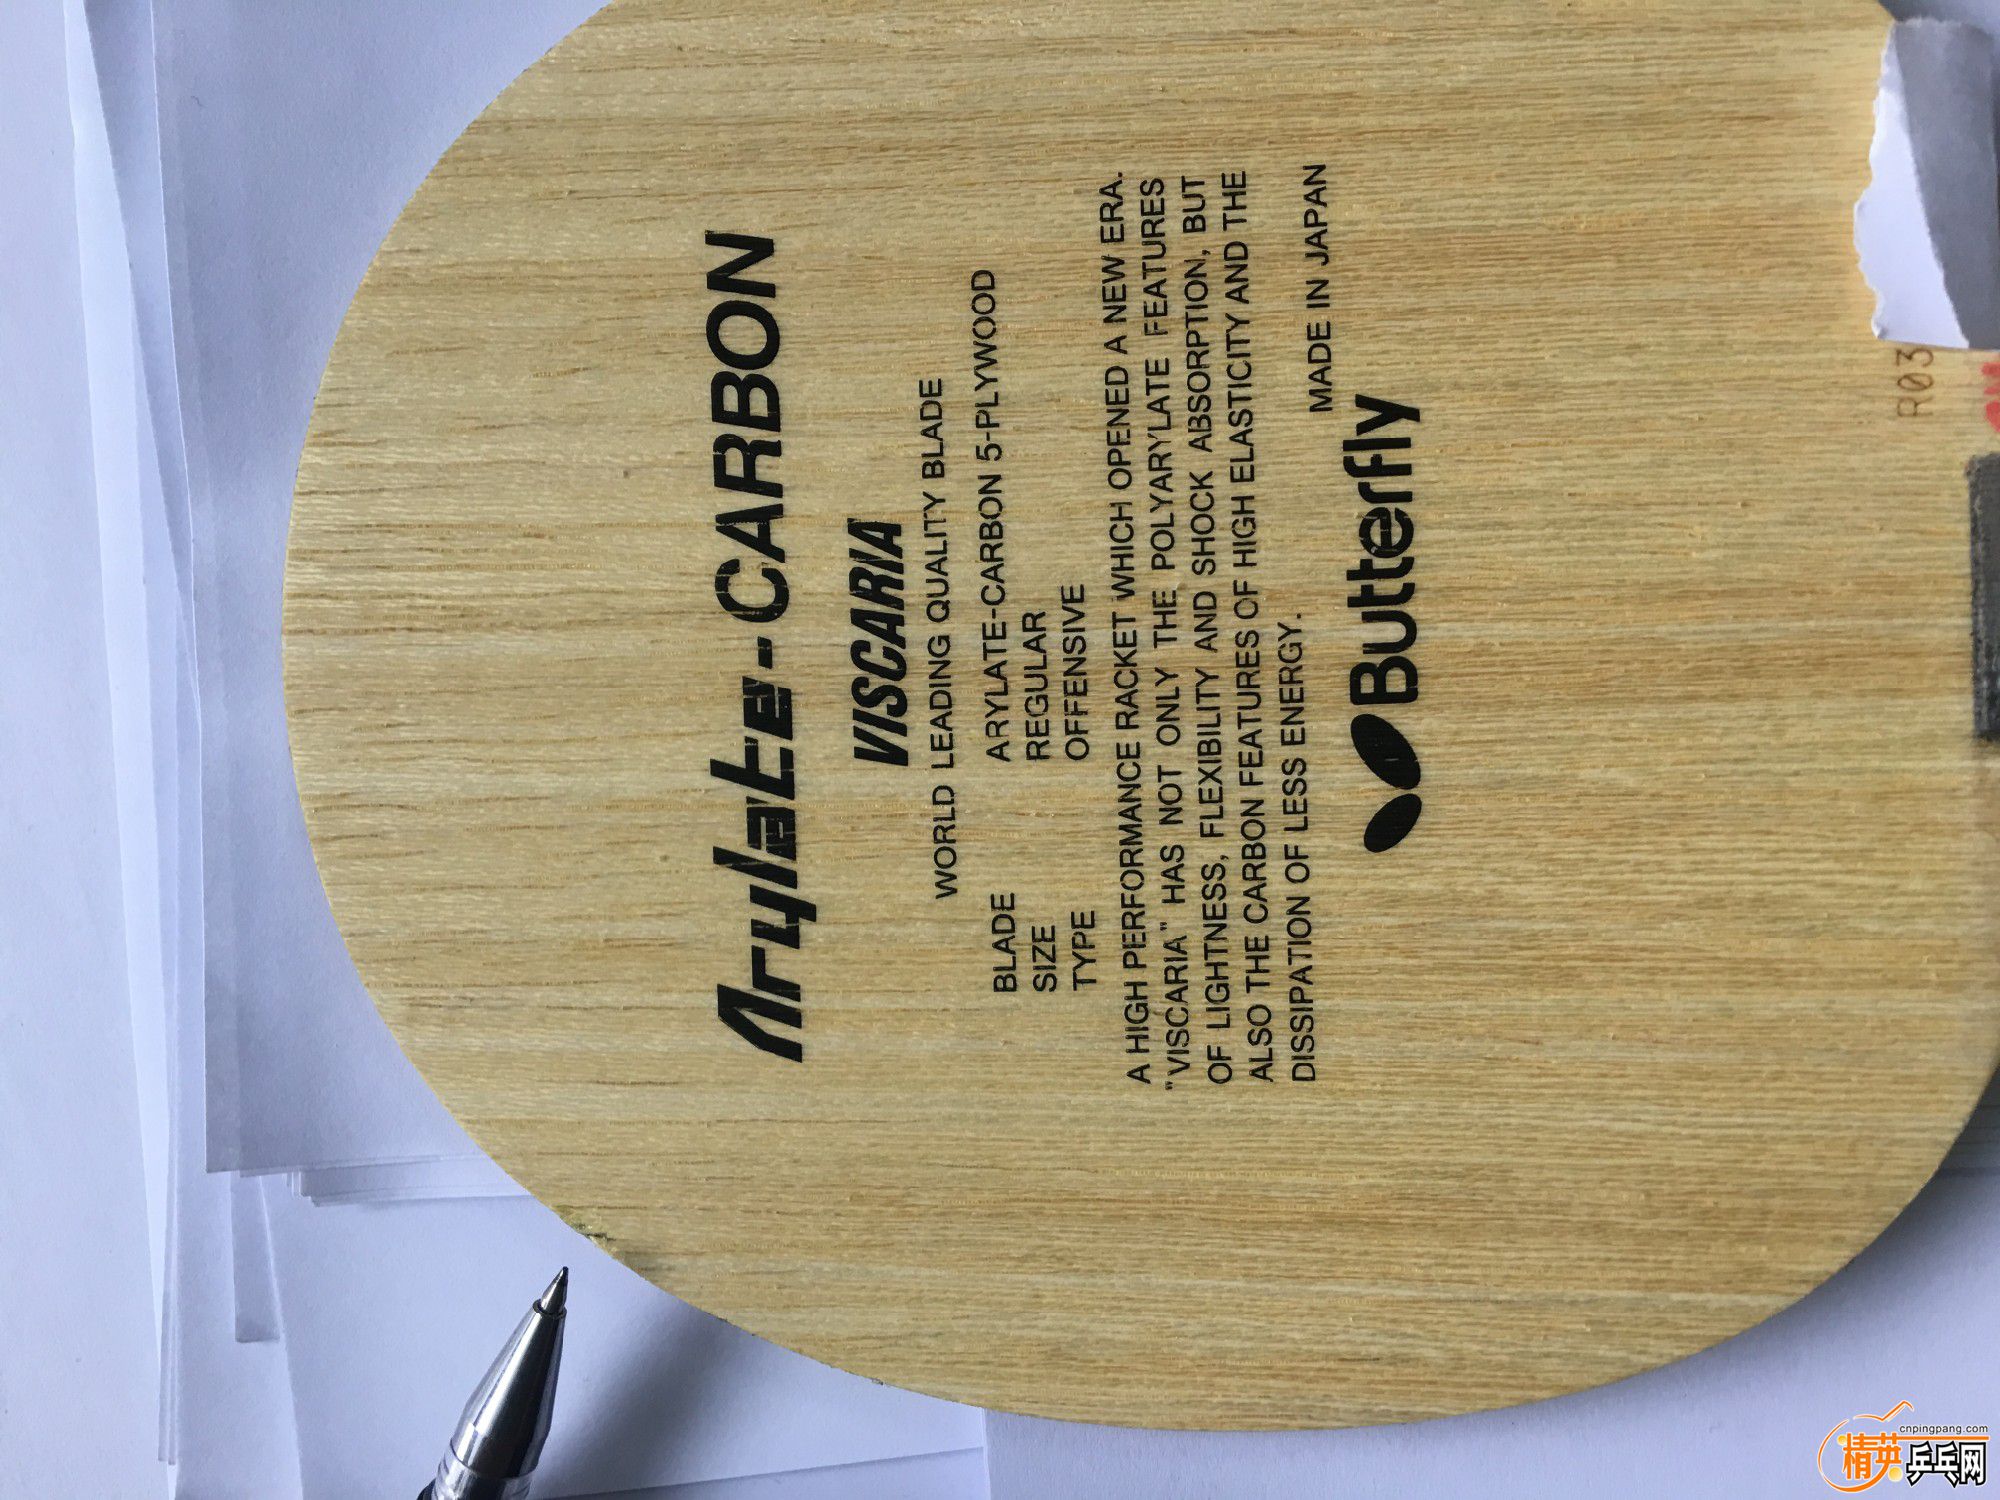 Arylate-CARBON
VISCARIA
WORLD LEADING QUALITY BLADE
BLADE ARYLATE-CARBON 5-PLYWOOD
SIZE REGULAR
TYPE OFFENSIVE
A HIGH PERFORMANCE RACKET WHICH OPENED A NEW ERA.
"VISCARIA" HAS NOT ONLY THE POLYARYLATE FEATURES
OF LIGHTNESS, FLEXIBILITY AND SHOCK ABSORPTION, BUT
ALSO THE CARBON FEATURES OF HIGH ELASTICITY AND THE
DISSIPATION OF LESS ENERGY.
MADE IN JAPAN
Butterfly
R03
cnpingpang.com
精英乒乓网